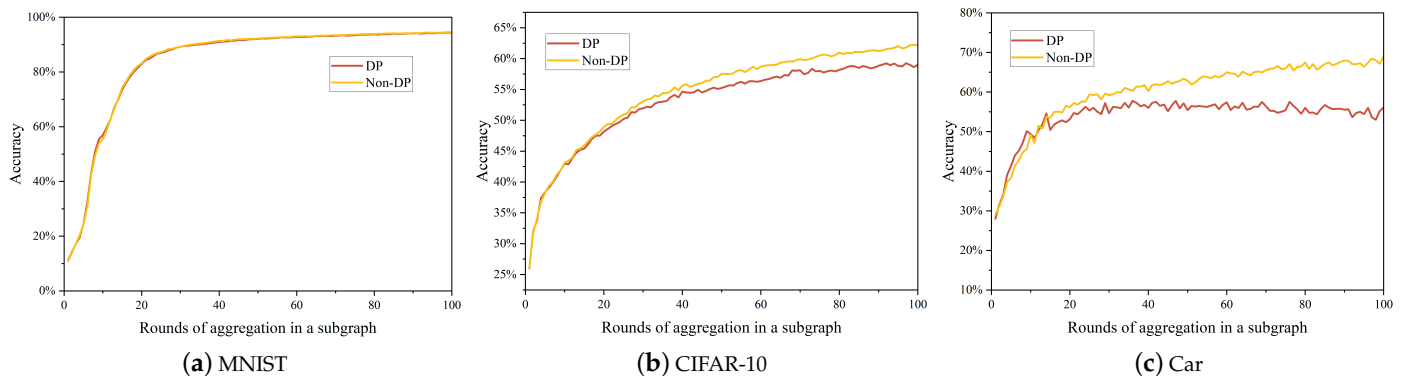 100%
80%
60%
40%
20%
0%
Accuracy
DP
Non-DP
0 20 40 60 80 100
Rounds of aggregation in a subgraph
(a) MNIST
65%
60%
55%
50%
45%
40%
35%
30%
25%
Accuracy
DP
Non-DP
0 20 40 60 80 100
Rounds of aggregation in a subgraph
(b) CIFAR-10
80%
70%
60%
50%
40%
30%
20%
10%
Accuracy
DP
Non-DP
0 20 40 60 80 100
Rounds of aggregation in a subgraph
(c) Car